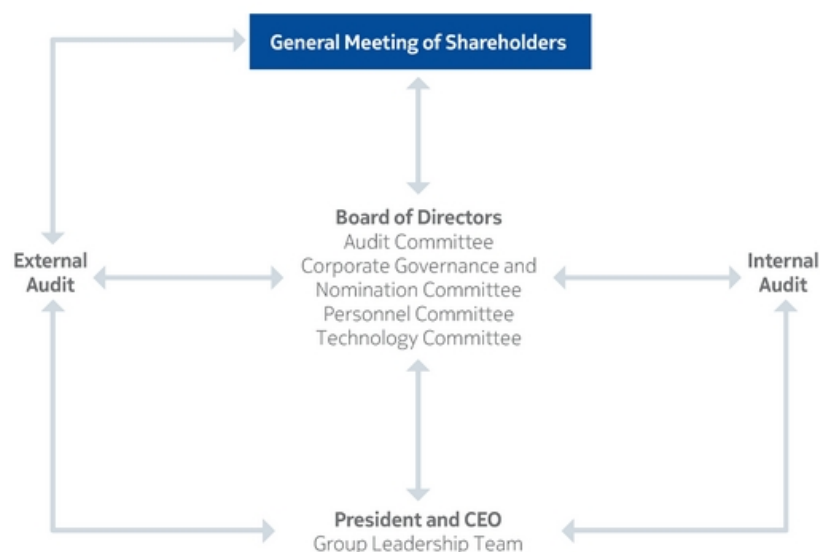 General Meeting of Shareholders
Board of Directors
Audit Committee
Corporate Governance and
Nomination Committee
Personnel Committee
Technology Committee
External
Audit
Internal
Audit
President and CEO
Group Leadership Team